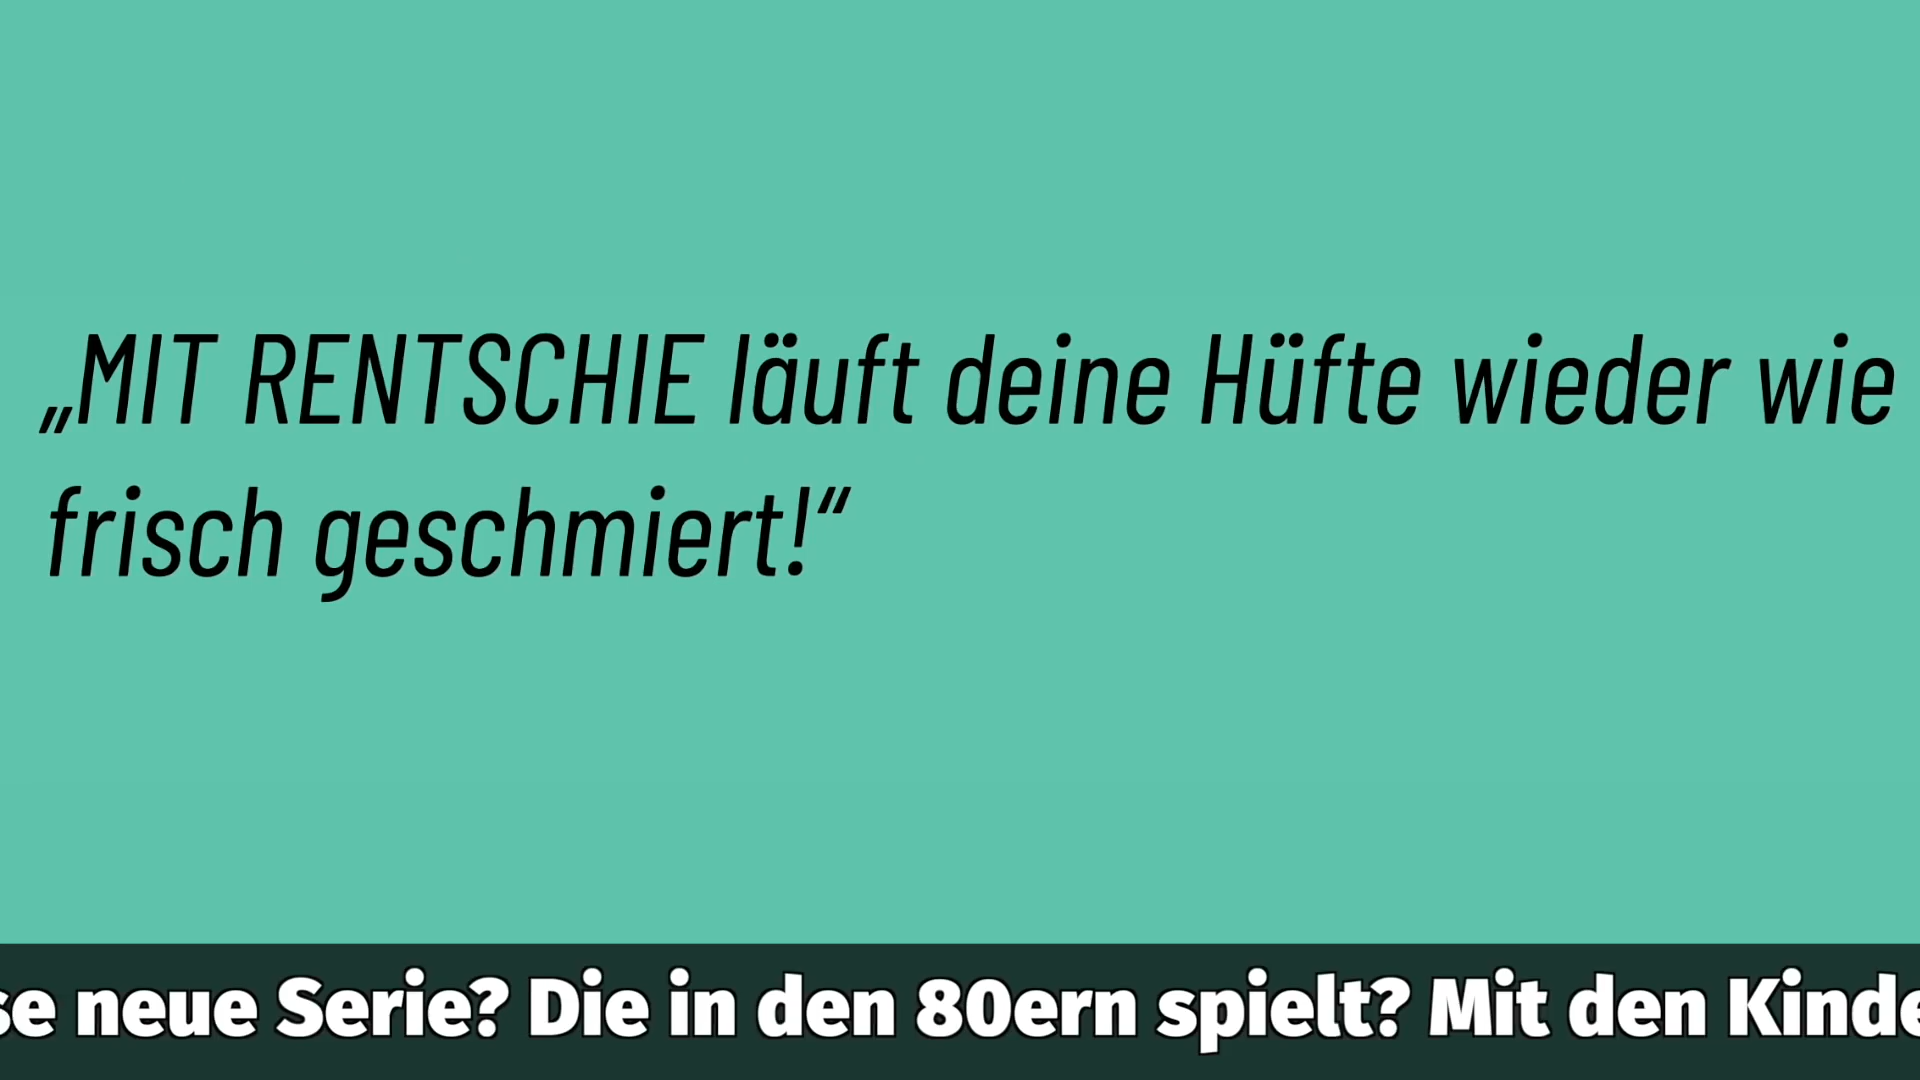 „MIT RENTSCHIE läuft deine Hüfte wieder wie
frisch geschmiert!“
se neue Serie? Die in den 80ern spielt? Mit den Kinde